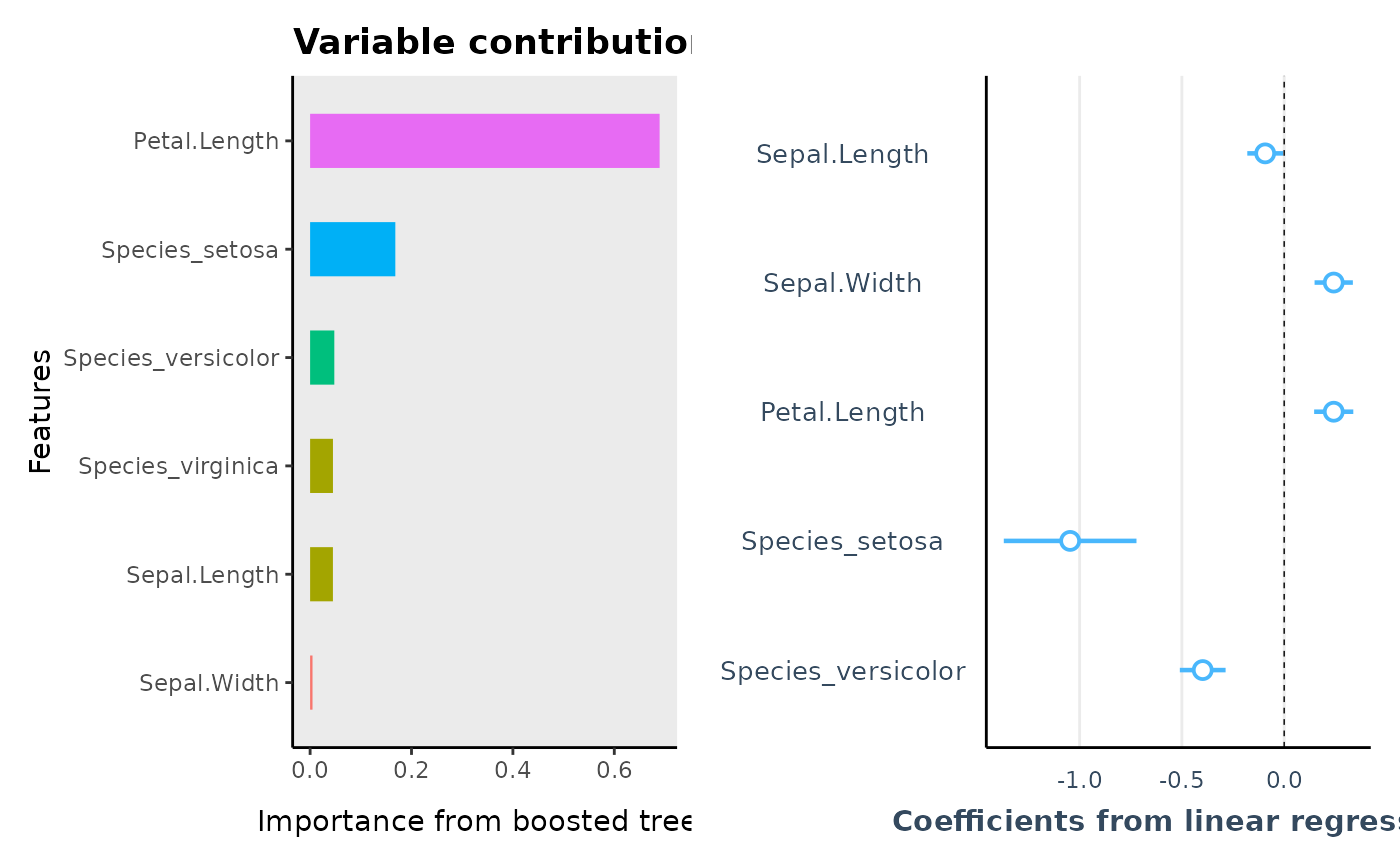 Variable contributio
Petal.Length
Species_setosa
Species_versicolor
Species_virginica
Sepal.Length
Sepal.Width
Features
0.0 0.2 0.4 0.6
Importance from boosted tree
Sepal.Length
Sepal.Width
Petal.Length
Species_setosa
Species_versicolor
-1.0 -0.5 0.0
Coefficients from linear regres